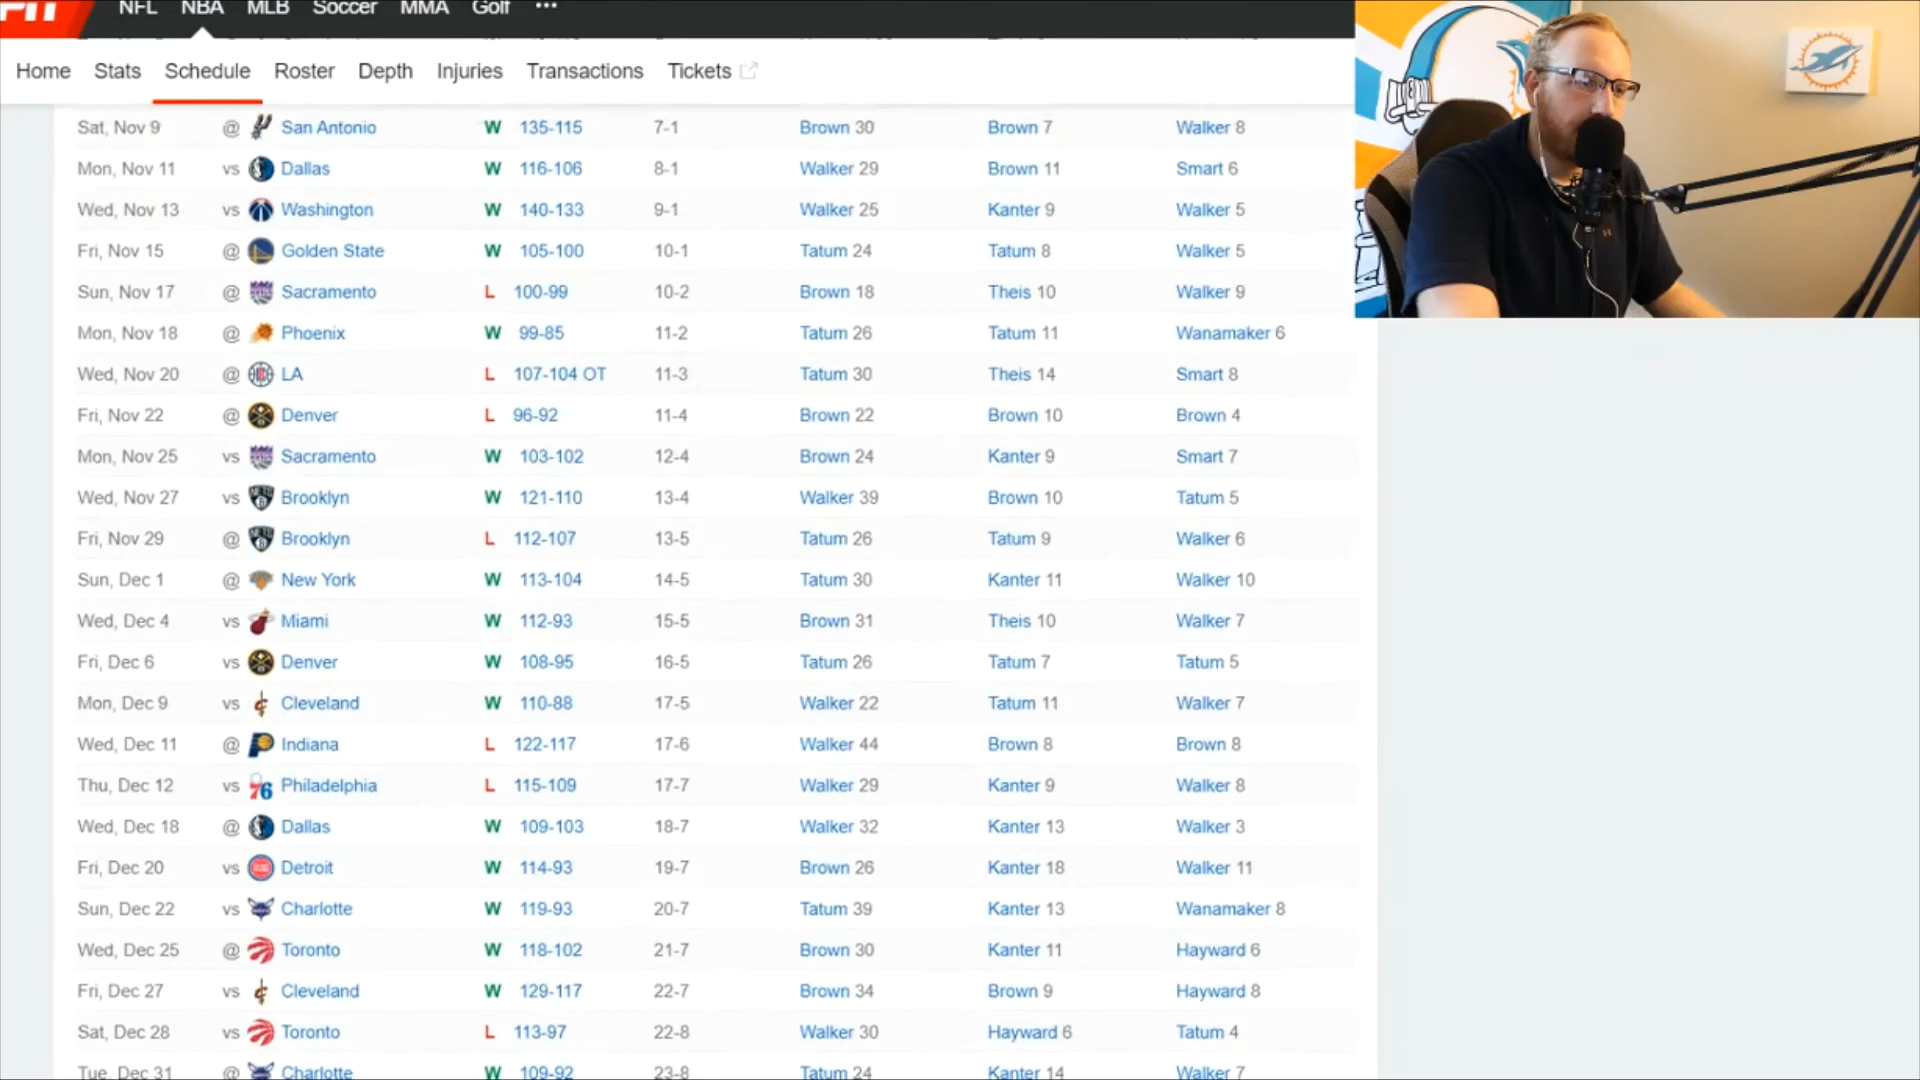 NFL NBA MLB Soccer MMA Golf ...
Home Stats Schedule Roster Depth Injuries Transactions Tickets
Sat, Nov 9 @ San Antonio W 135-115 7-1 Brown 30 Brown 7 Walker 8
Mon, Nov 11 vs Dallas W 116-106 8-1 Walker 29 Brown 11 Smart 6
Wed, Nov 13 vs Washington W 140-133 9-1 Walker 25 Kanter 9 Walker 5
Fri, Nov 15 @ Golden State W 105-100 10-1 Tatum 24 Tatum 8 Walker 5
Sun, Nov 17 @ Sacramento L 100-99 10-2 Brown 18 Theis 10 Walker 9
Mon, Nov 18 @ Phoenix W 99-85 11-2 Tatum 26 Tatum 11 Wanamaker 6
Wed, Nov 20 @ LA L 107-104 OT 11-3 Tatum 30 Theis 14 Smart 8
Fri, Nov 22 @ Denver L 96-92 11-4 Brown 22 Brown 10 Brown 4
Mon, Nov 25 vs Sacramento W 103-102 12-4 Brown 24 Kanter 9 Smart 7
Wed, Nov 27 vs Brooklyn W 121-110 13-4 Walker 39 Brown 10 Tatum 5
Fri, Nov 29 @ Brooklyn L 112-107 13-5 Tatum 26 Tatum 9 Walker 6
Sun, Dec 1 @ New York W 113-104 14-5 Tatum 30 Kanter 11 Walker 10
Wed, Dec 4 vs Miami W 112-93 15-5 Brown 31 Theis 10 Walker 7
Fri, Dec 6 vs Denver W 108-95 16-5 Tatum 26 Tatum 7 Tatum 5
Mon, Dec 9 vs Cleveland W 110-88 17-5 Walker 22 Tatum 11 Walker 7
Wed, Dec 11 @ Indiana L 122-117 17-6 Walker 44 Brown 8 Brown 8
Thu, Dec 12 vs 76 Philadelphia L 115-109 17-7 Walker 29 Kanter 9 Walker 8
Wed, Dec 18 @ Dallas W 109-103 18-7 Walker 32 Kanter 13 Walker 3
Fri, Dec 20 vs Detroit W 114-93 19-7 Brown 26 Kanter 18 Walker 11
Sun, Dec 22 vs Charlotte W 119-93 20-7 Tatum 39 Kanter 13 Wanamaker 8
Wed, Dec 25 @ Toronto W 118-102 21-7 Brown 30 Kanter 11 Hayward 6
Fri, Dec 27 vs Cleveland W 129-117 22-7 Brown 34 Brown 9 Hayward 8
Sat, Dec 28 vs Toronto L 113-97 22-8 Walker 30 Hayward 6 Tatum 4
Tue, Dec 31 @ Charlotte W 109-92 23-8 Tatum 24 Kanter 14 Walker 7